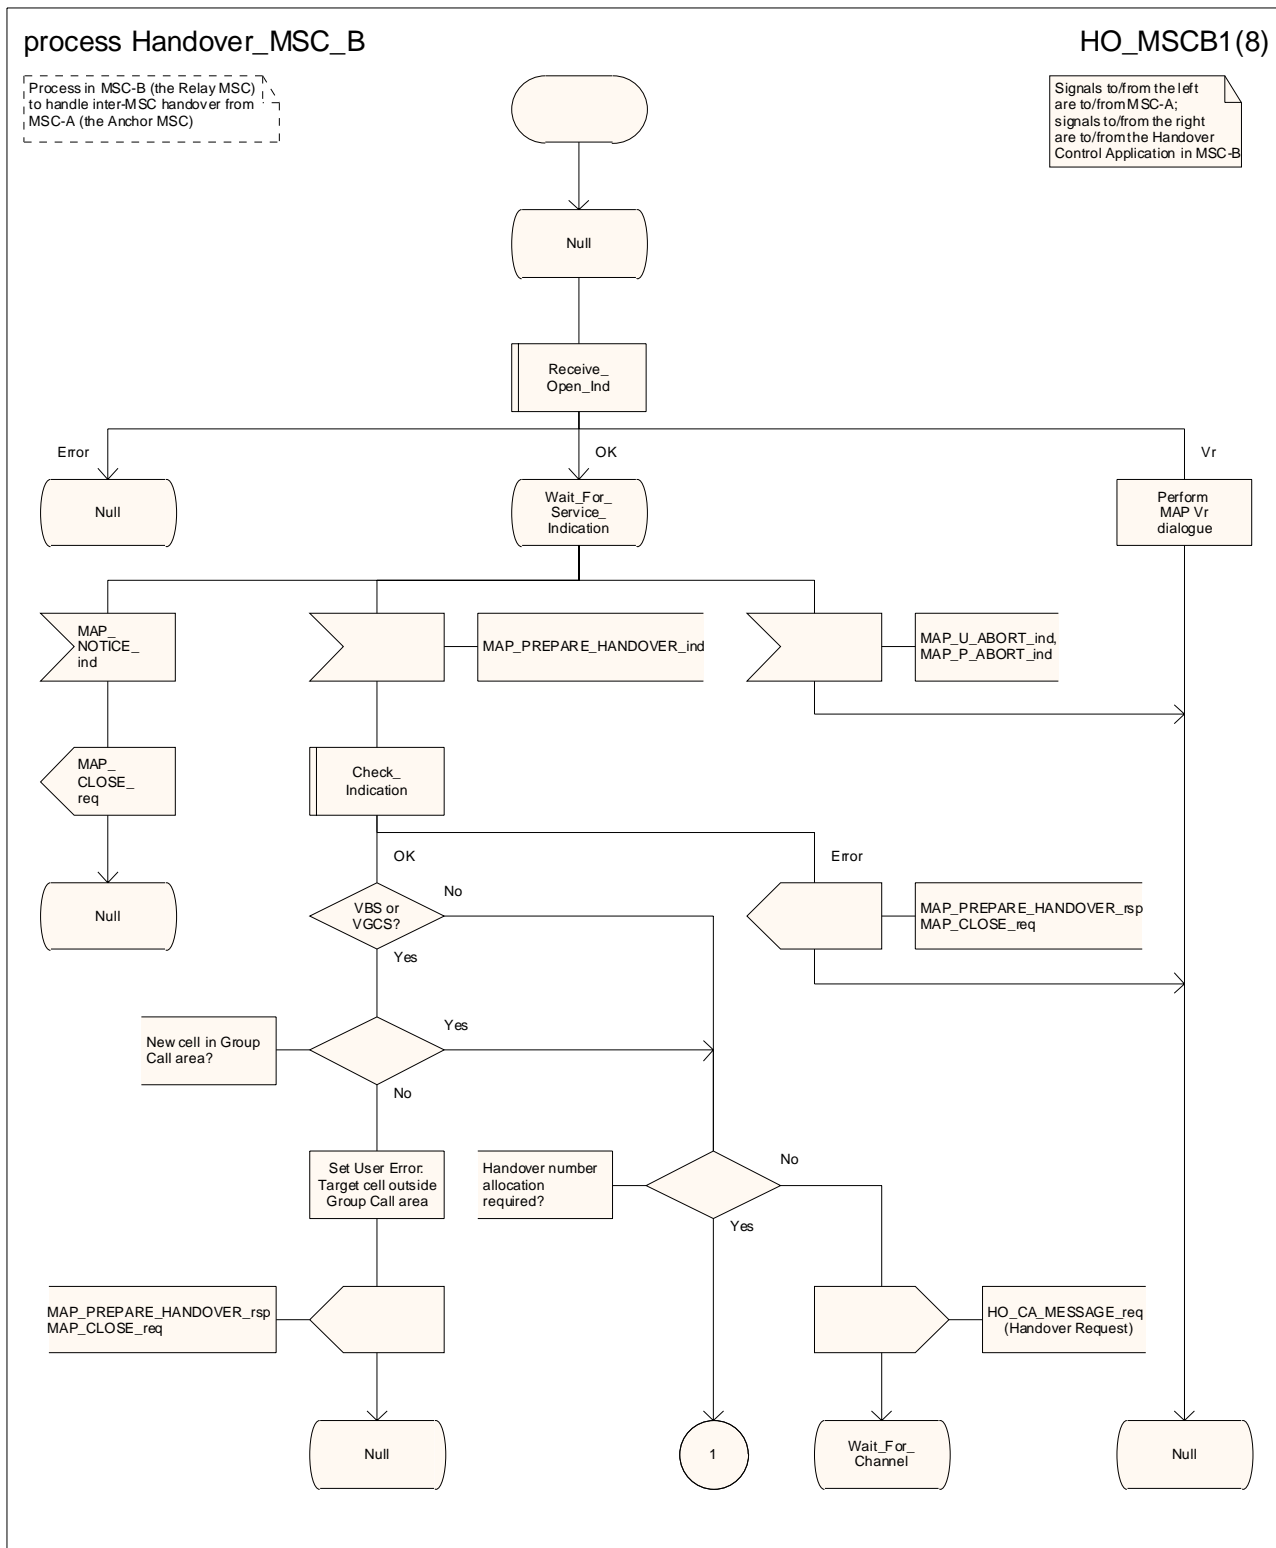 process Handover_MSC_B
HO_MSCB1(8)
Process in MSC-B (the Relay MSC)
to handle inter-MSC handover from
MSC-A (the Anchor MSC)
Signals to/from the left
are to/from MSC-A;
signals to/from the right
are to/from the Handover
Control Application in MSC-B
Null
Receive_
Open_Ind
Error
OK
Vr
Null
Wait_For_
Service_
Indication
Perform
MAP Vr
dialogue
MAP_
NOTICE_
ind
MAP_PREPARE_HANDOVER_ind
MAP_U_ABORT_ind,
MAP_P_ABORT_ind
MAP_
CLOSE_
req
Check_
Indication
OK
Error
Null
VBS or
VGCS?
No
Yes
MAP_PREPARE_HANDOVER_rsp
MAP_CLOSE_req
New cell in Group
Call area?
Yes
No
Set User Error:
Target cell outside
Group Call area
Handover number
allocation
required?
No
Yes
MAP_PREPARE_HANDOVER_rsp
MAP_CLOSE_req
HO_CA_MESSAGE_req
(Handover Request)
Null
1
Wait_For_
Channel
Null